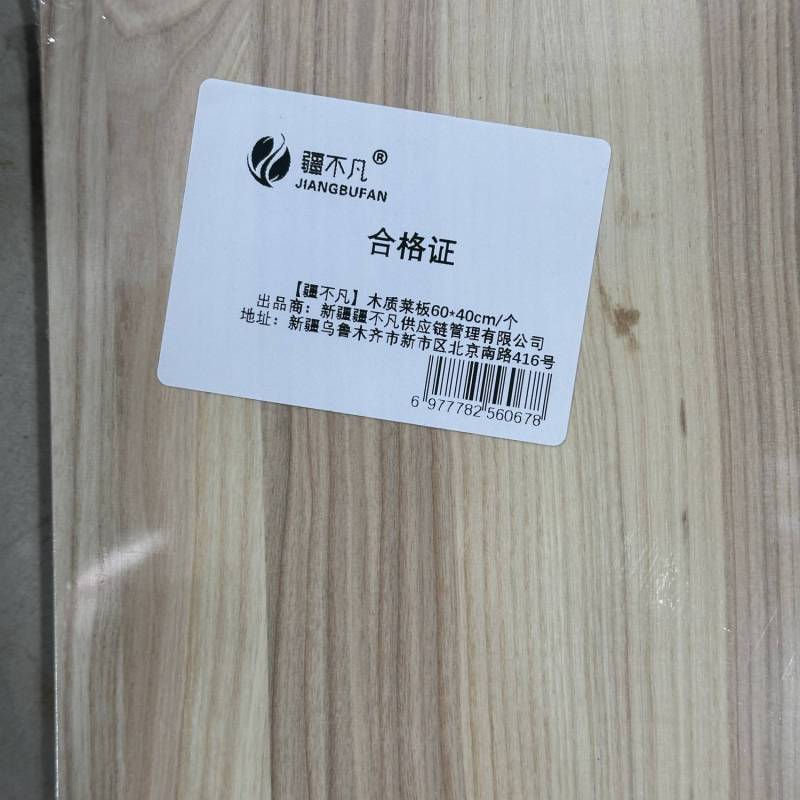 疆不凡®
JIANGBUFAN
合格证
【疆不凡】木质菜板60*40cm/个
出品商：新疆疆不凡供应链管理有限公司
地址：新疆乌鲁木齐市新市区北京南路416号
6 977782 560678